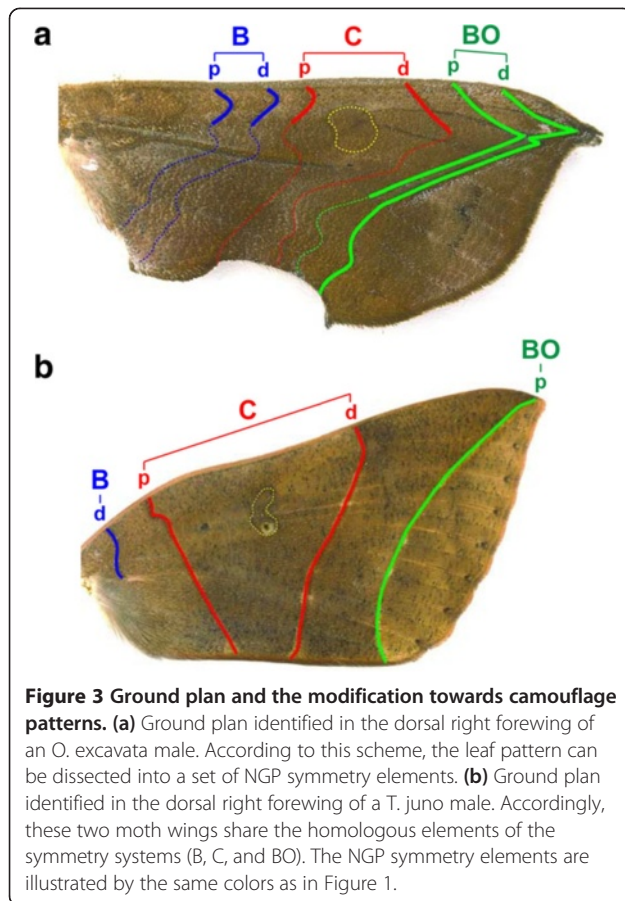 a
B
C
BO
p
d
p
d
p
d
b
BO
p
C
d
B
p
d
Figure 3 Ground plan and the modification towards camouflage
patterns. (a) Ground plan identified in the dorsal right forewing of
an O. excavata male. According to this scheme, the leaf pattern can
be dissected into a set of NGP symmetry elements. (b) Ground plan
identified in the dorsal right forewing of a T. juno male. Accordingly,
these two moth wings share the homologous elements of the
symmetry systems (B, C, and BO). The NGP symmetry elements are
illustrated by the same colors as in Figure 1.